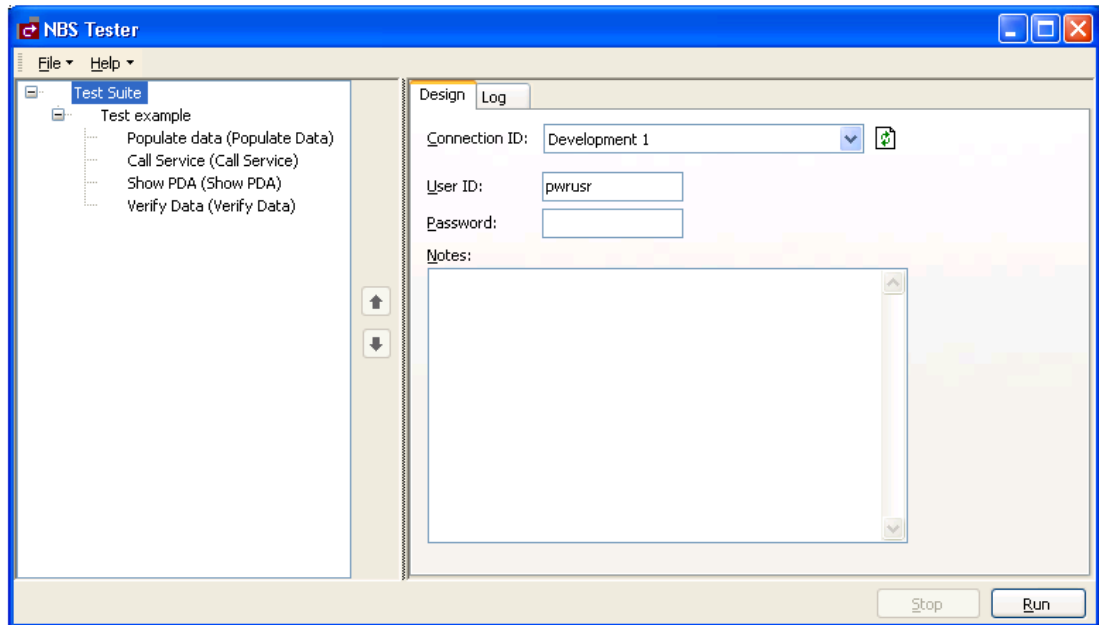 NBS Tester
File Help
Test Suite
Test example
Populate data (Populate Data)
Call Service (Call Service)
Show PDA (Show PDA)
Verify Data (Verify Data)
Design Log
Connection ID: Development 1
User ID: pwrusr
Password:
Notes:
Stop Run